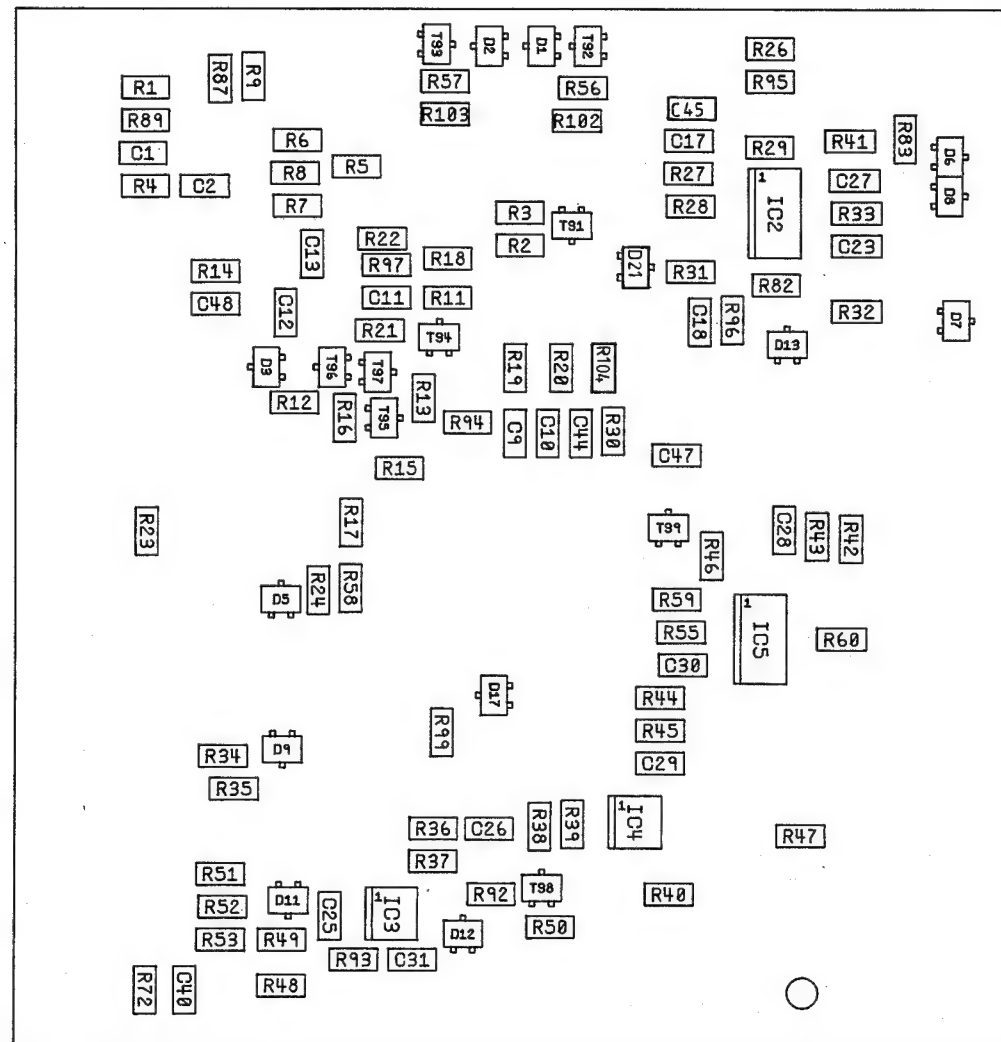 T93
D2
D1
T92
R26
R87
R9
R57
R56
R95
R1
R103
R102
C45
R89
R6
C17
R29
R41
R83
D6
C1
R8
R5
R27
C27
D8
R4
C2
R7
R28
1
IC2
R33
R3
T91
R2
C23
R22
C13
R97
R18
D21
R31
R14
R82
C48
C12
C11
R11
C18
R96
R32
D7
R21
T94
D13
D3
T96
T97
R19
R20
R104
R12
R16
T95
R13
R94
C9
C10
C44
R30
C47
R15
R23
R17
T99
C28
R43
R42
R46
D5
R24
R58
R59
1
IC5
R55
R60
C30
D17
R44
R99
R45
R34
D9
C29
R35
R36
C26
R38
R39
1
IC4
R47
R37
R51
R92
T98
R40
R52
D11
C25
1
IC3
R50
R53
R49
D12
R93
C31
R72
C40
R48